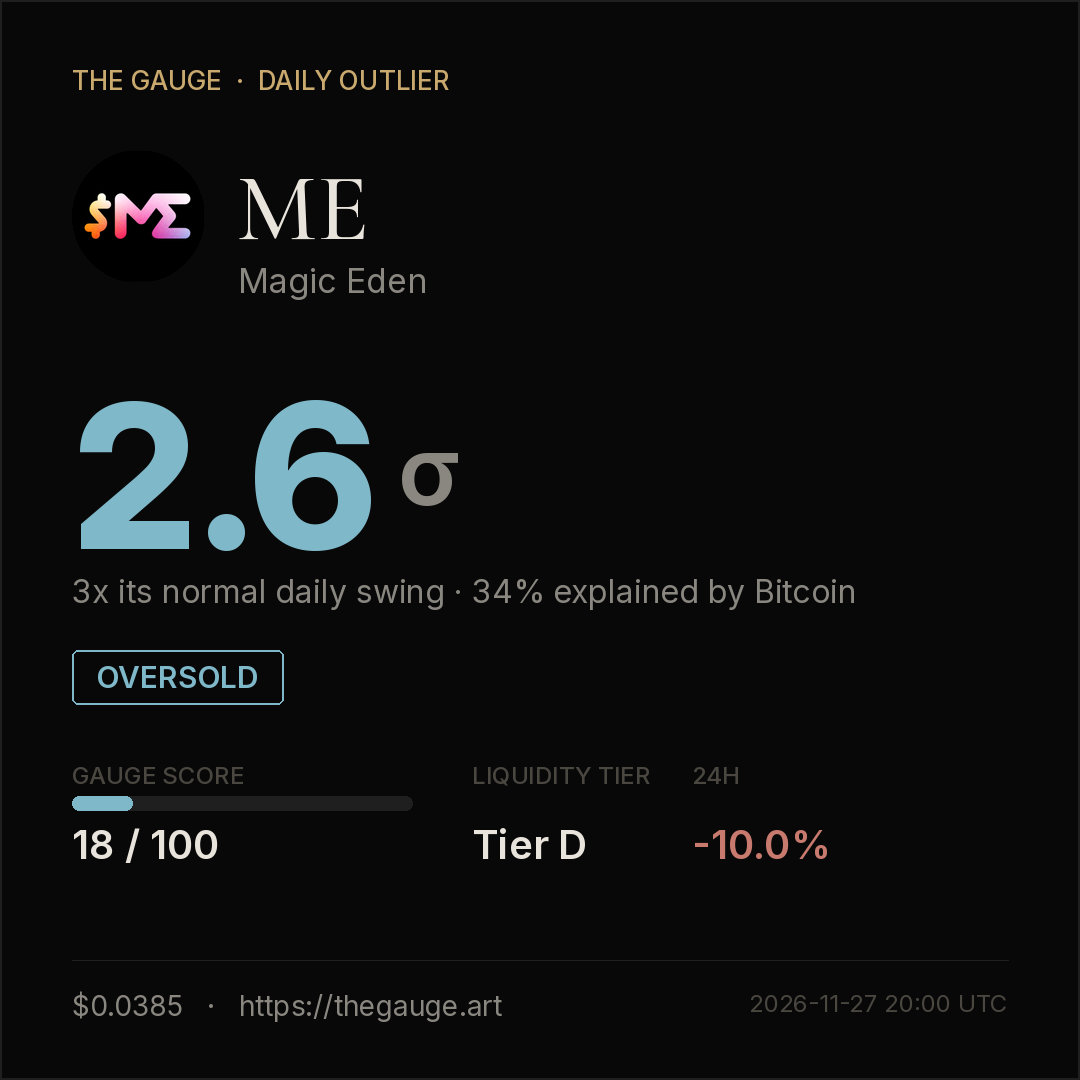 THE GAUGE · DAILY OUTLIER
$ME
ME
Magic Eden
2.6 σ
3x its normal daily swing · 34% explained by Bitcoin
OVERSOLD
GAUGE SCORE LIQUIDITY TIER 24H
18 / 100 Tier D -10.0%
$0.0385 · https://thegauge.art 2026-11-27 20:00 UTC